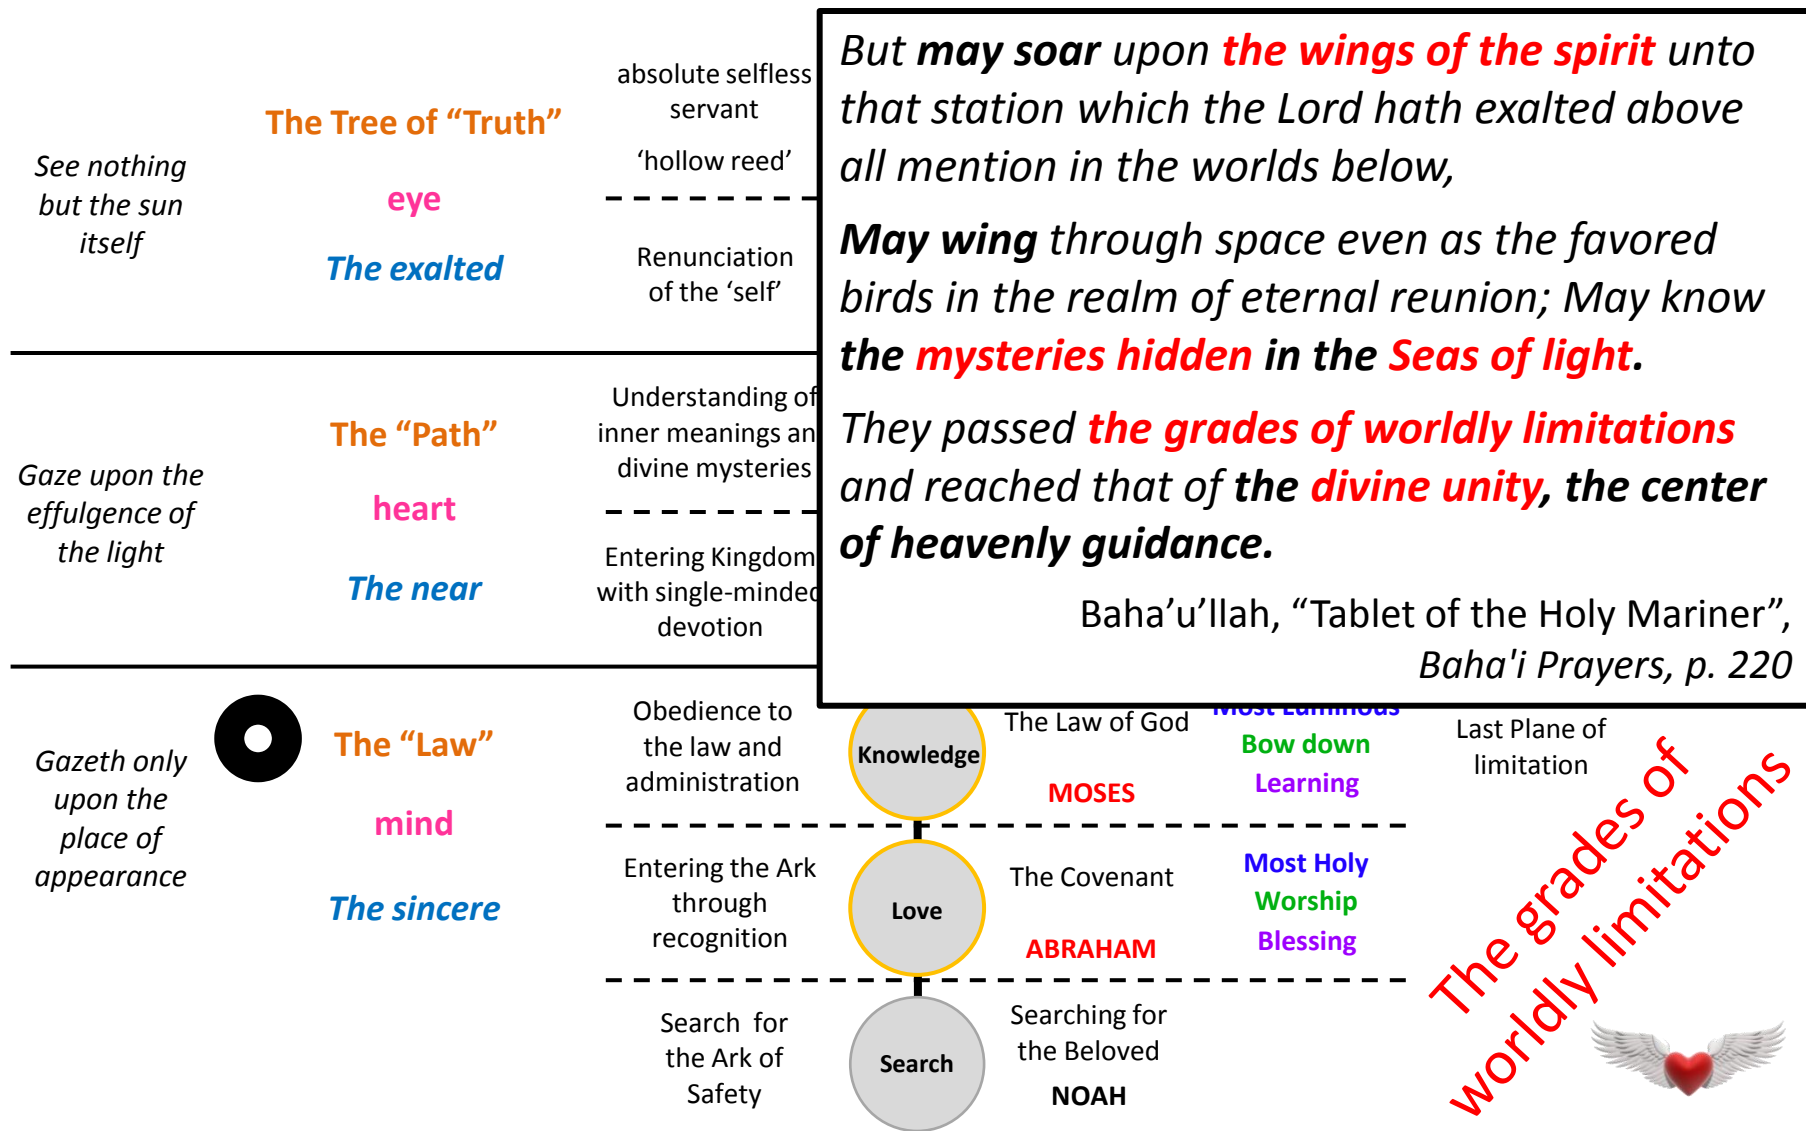 See nothing
but the sun
itself
The Tree of “Truth”
eye
The exalted
absolute selfless
servant
‘hollow reed’
Renunciation
of the ‘self’
But may soar upon the wings of the spirit unto
that station which the Lord hath exalted above
all mention in the worlds below,
May wing through space even as the favored
birds in the realm of eternal reunion; May know
the mysteries hidden in the Seas of light.
They passed the grades of worldly limitations
and reached that of the divine unity, the center
of heavenly guidance.
Baha’u’llah, “Tablet of the Holy Mariner”,
Baha'i Prayers, p. 220
Gaze upon the
effulgence of
the light
The “Path”
heart
The near
Understanding of
inner meanings an
divine mysteries
Entering Kingdom
with single-minded
devotion
Gazeth only
upon the
place of
appearance
The “Law”
mind
The sincere
Obedience to
the law and
administration
Knowledge
The Law of God
MOSES
Most Luminous
Bow down
Learning
Last Plane of
limitation
Entering the Ark
through
recognition
Love
The Covenant
ABRAHAM
Most Holy
Worship
Blessing
Search for
the Ark of
Safety
Search
Searching for
the Beloved
NOAH
The grades of
worldly limitations